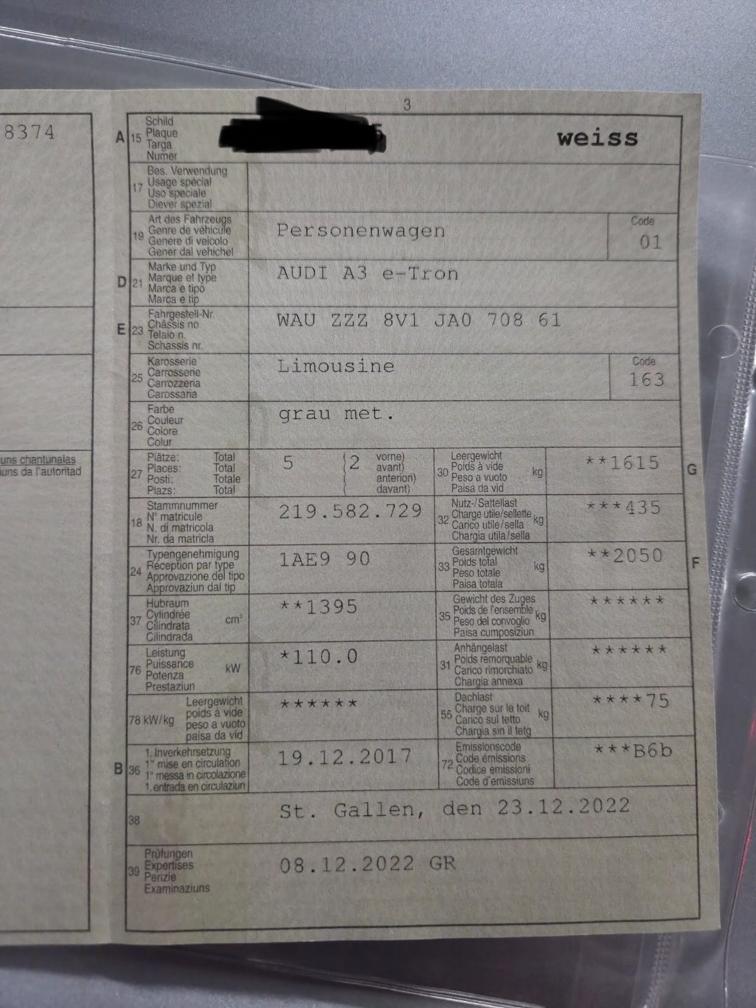 3
8374
A 15 Schild
Plaque
Targa
Numer
weiss
17 Bes. Verwendung
Usage spécial
Uso speciale
Diever spezial
19 Art des Fahrzeugs
Genre de véhicule
Genere di veicolo
Gener dal vehichel
Personenwagen
Code
01
D 21 Marke und Typ
Marque et type
Marca e tipo
Marca e tip
AUDI A3 e-Tron
E 23 Fahrgestell-Nr.
Châssis no
Telaio n.
Schassis nr.
WAU ZZZ 8V1 JA0 708 61
25 Karosserie
Carrosserie
Carrozzeria
Carossaria
Limousine
Code
163
26 Farbe
Couleur
Colore
Colur
grau met.
uns chantunalas
uns da l'autoritad
27 Plätze: Total
Places: Total
Posti: Totale
Plazs: Total
5
2 vorne)
avant)
anteriori)
davant)
30 Leergewicht
Poids à vide
Peso a vuoto
Paisa da vid
kg
**1615
G
18 Stammnummer
N° matricule
N. di matricola
Nr. da matricla
219.582.729
32 Nutz-/Sattellast
Charge utile/sellette
Carico utile/sella
Chargia utila/sella
kg
***435
24 Typengenehmigung
Réception par type
Approvazione del tipo
Approvaziun dal tip
1AE9 90
33 Gesamtgewicht
Poids total
Peso totale
Paisa totala
kg
**2050
F
37 Hubraum
Cylindrée
Cilindrata
Cilindrada
cm³
**1395
35 Gewicht des Zuges
Poids de l'ensemble
Peso del convoglio
Paisa cumposiziun
kg
******
76 Leistung
Puissance
Potenza
Prestaziun
kW
*110.0
31 Anhängelast
Poids remorquable
Carico rimorchiato
Chargia annexa
kg
******
78 kW/kg
Leergewicht
poids à vide
peso a vuoto
paisa da vid
******
55 Dachlast
Charge sur le toit
Carico sul tetto
Chargia sin il tetg
kg
****75
B 36 1. Inverkehrsetzung
1re mise en circulation
1a messa in circolazione
1. entrada en circulaziun
19.12.2017
72 Emissionscode
Code émissions
Codice emissioni
Code d'emissiuns
***B6b
38
St. Gallen, den 23.12.2022
39 Prüfungen
Expertises
Perizie
Examinaziuns
08.12.2022 GR